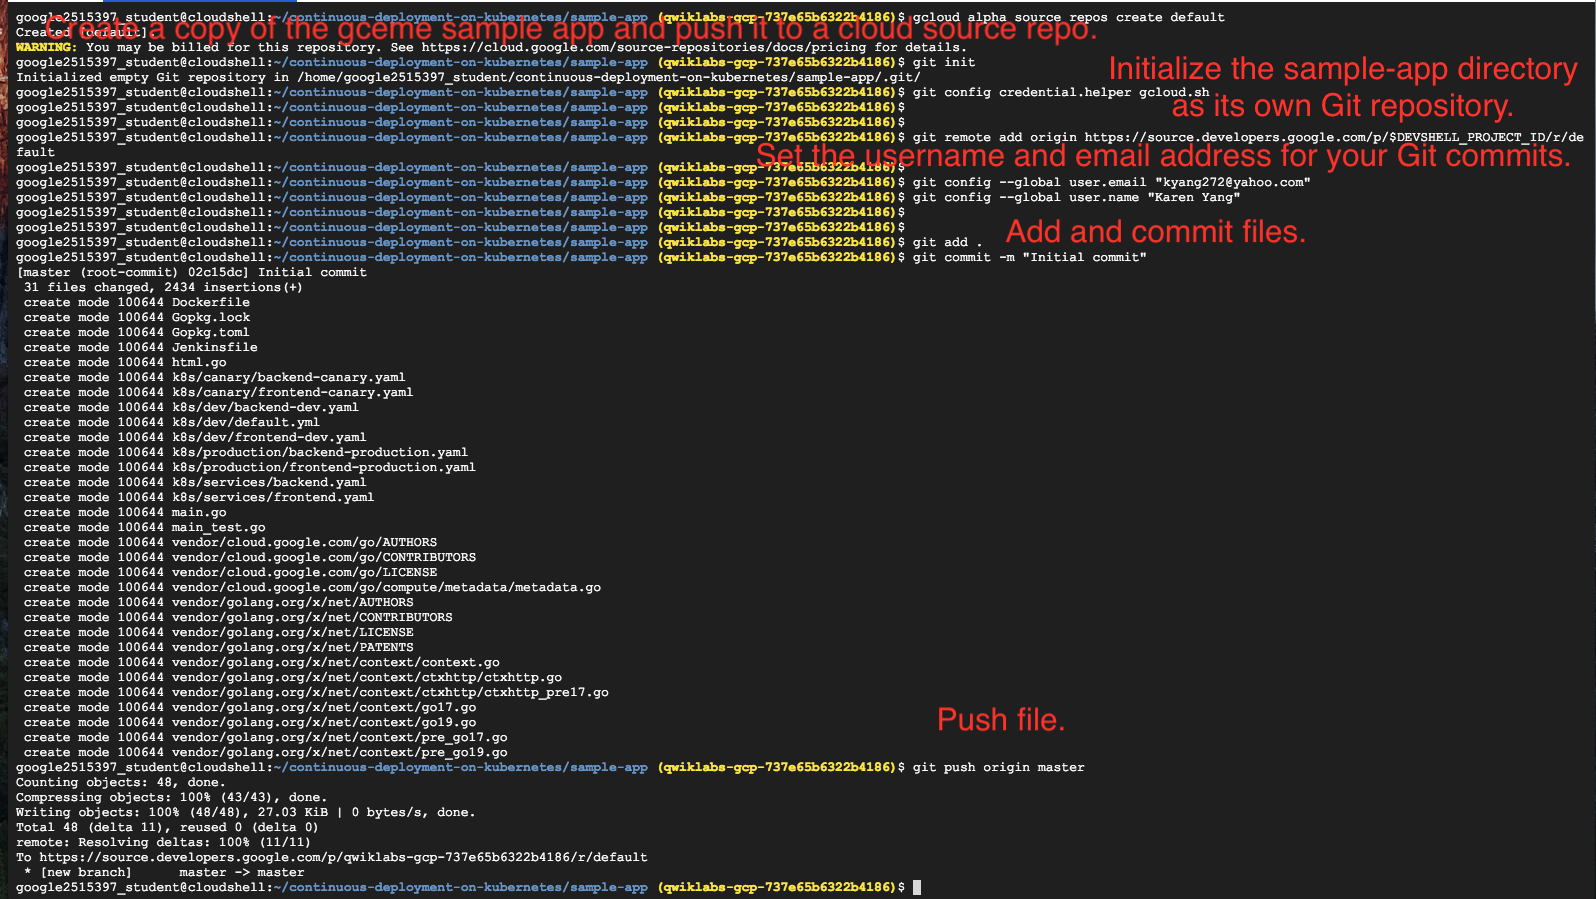 google2515397_student@cloudshell:~/continuous-deployment-on-kubernetes/sample-app (qwiklabs-gcp-737e65b6322b4186)$ gcloud alpha source repos create default
Create a copy of the gceme sample app and push it to a cloud source repo.
Created [default].
WARNING: You may be billed for this repository. See https://cloud.google.com/source-repositories/docs/pricing for details.
google2515397_student@cloudshell:~/continuous-deployment-on-kubernetes/sample-app (qwiklabs-gcp-737e65b6322b4186)$ git init
Initialize the sample-app directory
Initialized empty Git repository in /home/google2515397_student/continuous-deployment-on-kubernetes/sample-app/.git/
google2515397_student@cloudshell:~/continuous-deployment-on-kubernetes/sample-app (qwiklabs-gcp-737e65b6322b4186)$ git config credential.helper gcloud.sh
as its own Git repository.
google2515397_student@cloudshell:~/continuous-deployment-on-kubernetes/sample-app (qwiklabs-gcp-737e65b6322b4186)$
google2515397_student@cloudshell:~/continuous-deployment-on-kubernetes/sample-app (qwiklabs-gcp-737e65b6322b4186)$
google2515397_student@cloudshell:~/continuous-deployment-on-kubernetes/sample-app (qwiklabs-gcp-737e65b6322b4186)$ git remote add origin https://source.developers.google.com/p/$DEVSHELL_PROJECT_ID/r/de
fault
Set the username and email address for your Git commits.
google2515397_student@cloudshell:~/continuous-deployment-on-kubernetes/sample-app (qwiklabs-gcp-737e65b6322b4186)$
google2515397_student@cloudshell:~/continuous-deployment-on-kubernetes/sample-app (qwiklabs-gcp-737e65b6322b4186)$ git config --global user.email "kyang272@yahoo.com"
google2515397_student@cloudshell:~/continuous-deployment-on-kubernetes/sample-app (qwiklabs-gcp-737e65b6322b4186)$ git config --global user.name "Karen Yang"
google2515397_student@cloudshell:~/continuous-deployment-on-kubernetes/sample-app (qwiklabs-gcp-737e65b6322b4186)$
google2515397_student@cloudshell:~/continuous-deployment-on-kubernetes/sample-app (qwiklabs-gcp-737e65b6322b4186)$
google2515397_student@cloudshell:~/continuous-deployment-on-kubernetes/sample-app (qwiklabs-gcp-737e65b6322b4186)$ git add .
Add and commit files.
google2515397_student@cloudshell:~/continuous-deployment-on-kubernetes/sample-app (qwiklabs-gcp-737e65b6322b4186)$ git commit -m "Initial commit"
[master (root-commit) 02c15dc] Initial commit
31 files changed, 2434 insertions(+)
create mode 100644 Dockerfile
create mode 100644 Gopkg.lock
create mode 100644 Gopkg.toml
create mode 100644 Jenkinsfile
create mode 100644 html.go
create mode 100644 k8s/canary/backend-canary.yaml
create mode 100644 k8s/canary/frontend-canary.yaml
create mode 100644 k8s/dev/backend-dev.yaml
create mode 100644 k8s/dev/default.yml
create mode 100644 k8s/dev/frontend-dev.yaml
create mode 100644 k8s/production/backend-production.yaml
create mode 100644 k8s/production/frontend-production.yaml
create mode 100644 k8s/services/backend.yaml
create mode 100644 k8s/services/frontend.yaml
create mode 100644 main.go
create mode 100644 main_test.go
create mode 100644 vendor/cloud.google.com/go/AUTHORS
create mode 100644 vendor/cloud.google.com/go/CONTRIBUTORS
create mode 100644 vendor/cloud.google.com/go/LICENSE
create mode 100644 vendor/cloud.google.com/go/compute/metadata/metadata.go
create mode 100644 vendor/golang.org/x/net/AUTHORS
create mode 100644 vendor/golang.org/x/net/CONTRIBUTORS
create mode 100644 vendor/golang.org/x/net/LICENSE
create mode 100644 vendor/golang.org/x/net/PATENTS
create mode 100644 vendor/golang.org/x/net/context/context.go
create mode 100644 vendor/golang.org/x/net/context/ctxhttp/ctxhttp.go
create mode 100644 vendor/golang.org/x/net/context/ctxhttp/ctxhttp_pre17.go
create mode 100644 vendor/golang.org/x/net/context/go17.go
create mode 100644 vendor/golang.org/x/net/context/go19.go
create mode 100644 vendor/golang.org/x/net/context/pre_go17.go
create mode 100644 vendor/golang.org/x/net/context/pre_go19.go
Push file.
google2515397_student@cloudshell:~/continuous-deployment-on-kubernetes/sample-app (qwiklabs-gcp-737e65b6322b4186)$ git push origin master
Counting objects: 48, done.
Compressing objects: 100% (43/43), done.
Writing objects: 100% (48/48), 27.03 KiB | 0 bytes/s, done.
Total 48 (delta 11), reused 0 (delta 0)
remote: Resolving deltas: 100% (11/11)
To https://source.developers.google.com/p/qwiklabs-gcp-737e65b6322b4186/r/default
* [new branch]      master -> master
google2515397_student@cloudshell:~/continuous-deployment-on-kubernetes/sample-app (qwiklabs-gcp-737e65b6322b4186)$